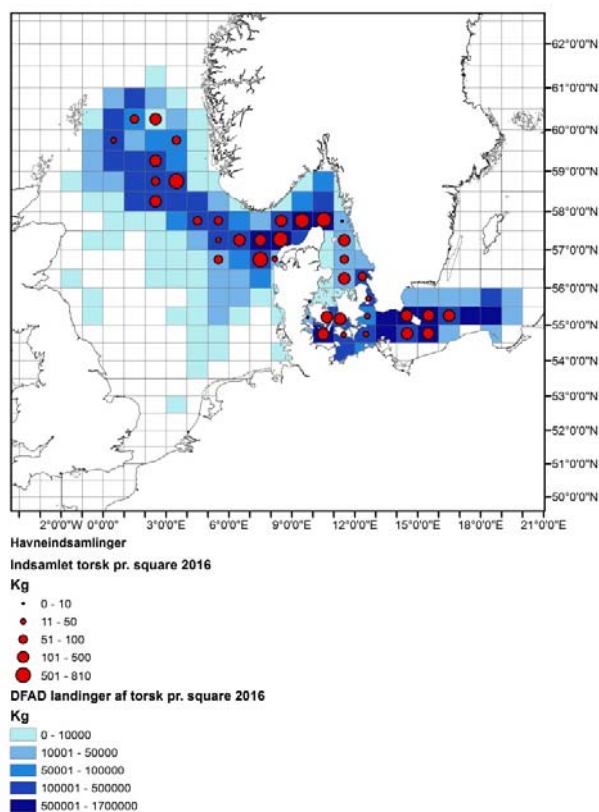 62°0'0"N
61°0'0"N
60°0'0"N
59°0'0"N
58°0'0"N
57°0'0"N
56°0'0"N
55°0'0"N
54°0'0"N
53°0'0"N
52°0'0"N
51°0'0"N
50°0'0"N
2°0'0"W 0°0'0" 3°0'0"E 6°0'0"E 9°0'0"E 12°0'0"E 15°0'0"E 18°0'0"E 21°0'0"E
Havneindsamlinger
Indsamlet torsk pr. square 2016
Kg
0 - 10
11 - 50
51 - 100
101 - 500
501 - 810
DFAD landinger af torsk pr. square 2016
Kg
0 - 10000
10001 - 50000
50001 - 100000
100001 - 500000
500001 - 1700000